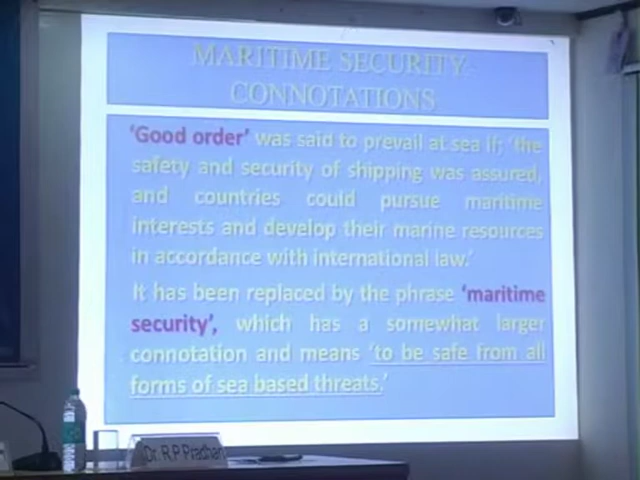 MARITIME SECURITY-
CONNOTATIONS
'Good order' was said to prevail at sea if; 'the
safety and security of shipping was assured,
and countries could pursue maritime
interests and develop their marine resources
in accordance with international law.'
It has been replaced by the phrase 'maritime
security', which has a somewhat larger
connotation and means 'to be safe from all
forms of sea based threats.'
Dr. R P Pradhan